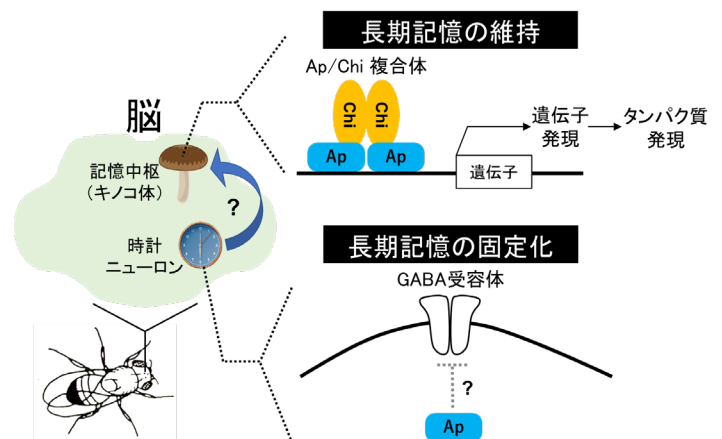 長期記憶の維持
Ap/Chi 複合体
Chi
Chi
Ap
Ap
遺伝子
遺伝子
発現
タンパク質
発現
脳
記憶中枢
（キノコ体）
?
時計
ニューロン
長期記憶の固定化
GABA受容体
?
Ap